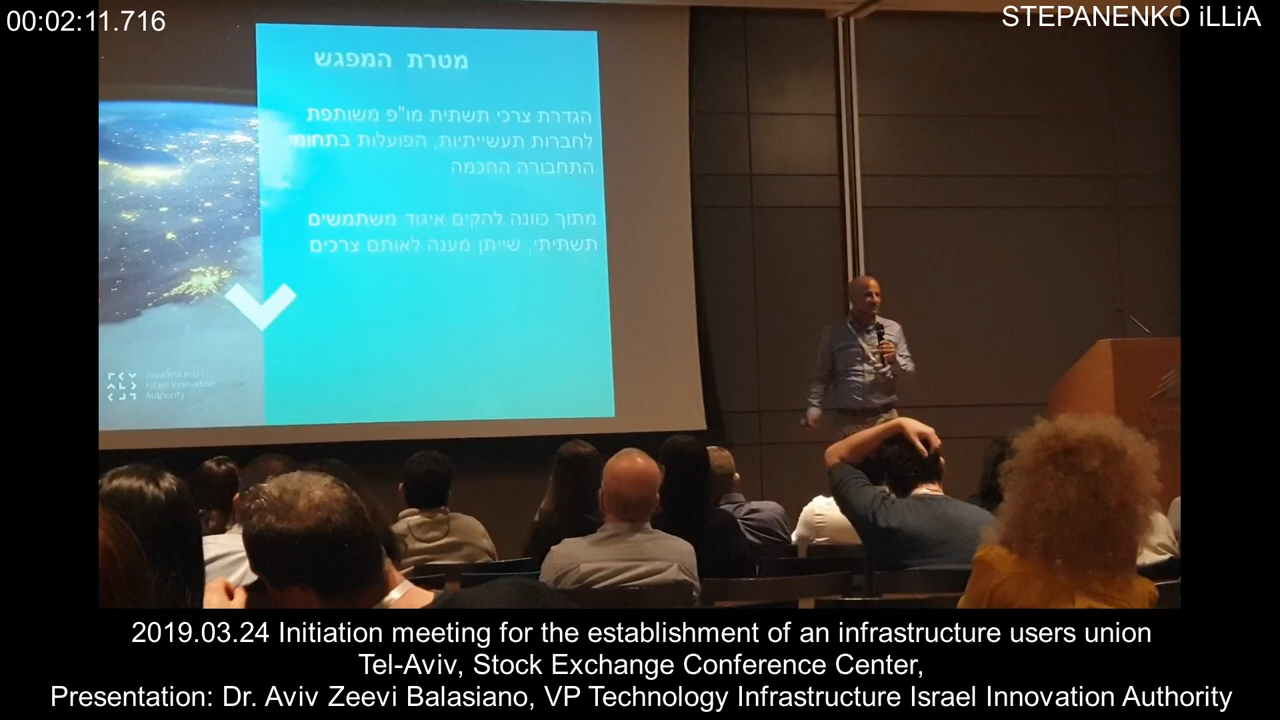 00:02:11.716
STEPANENKO iLLiA
מטרת המפגש
הגדרת צרכי תשתית מו"פ משותפת
לחברות תעשייתיות, הפועלות בתחומי
התחבורה החכמה
מתוך כוונה להקים איגוד משתמשים
תשתיתי, שייתן מענה לאותם צרכים
רשות החדשנות
Israel Innovation
Authority
2019.03.24 Initiation meeting for the establishment of an infrastructure users union
Tel-Aviv, Stock Exchange Conference Center,
Presentation: Dr. Aviv Zeevi Balasiano, VP Technology Infrastructure Israel Innovation Authority